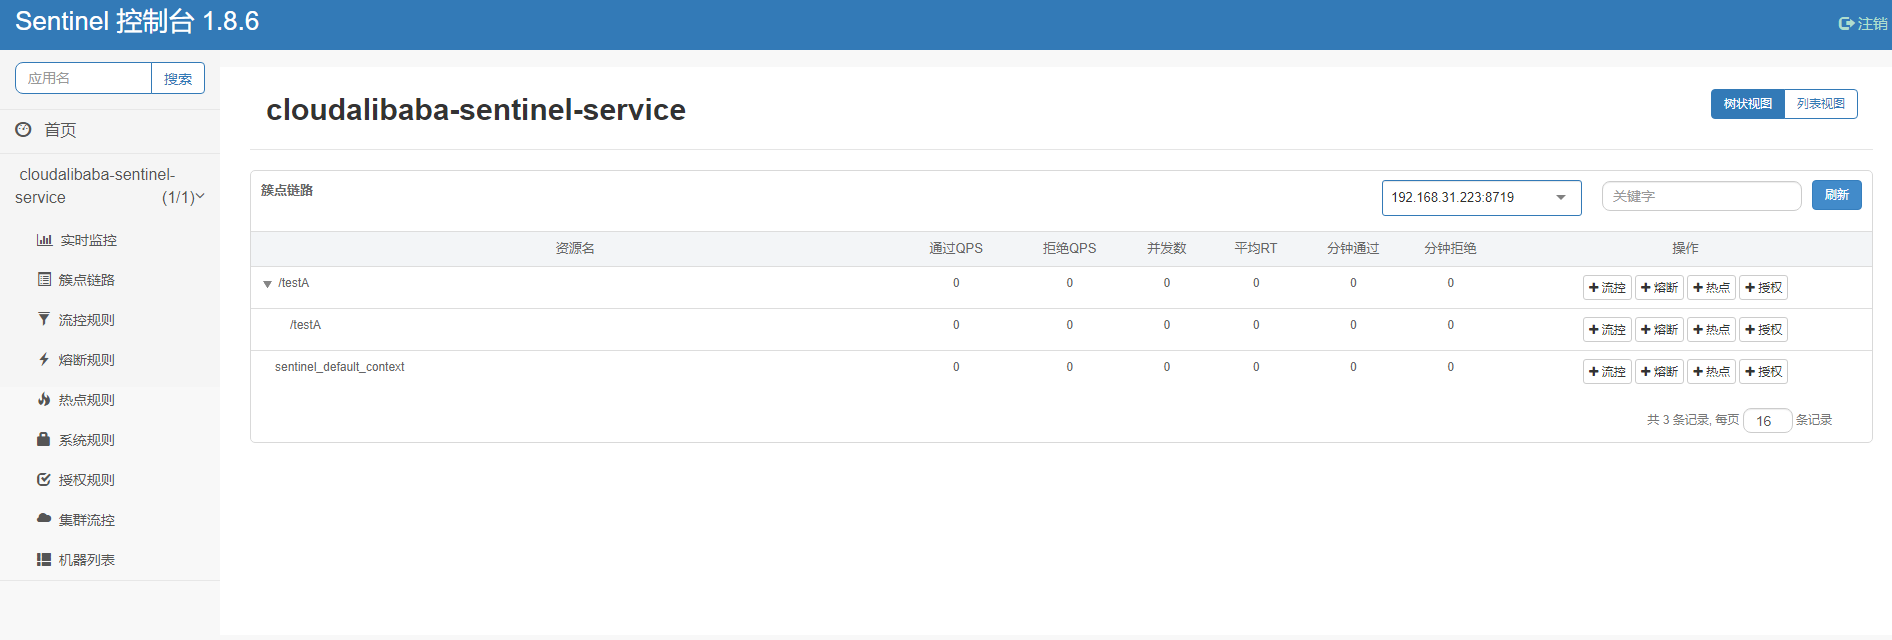 Sentinel 控制台 1.8.6
注销
应用名 搜索
首页
cloudalibaba-sentinel-service (1/1)
实时监控
簇点链路
流控规则
熔断规则
热点规则
系统规则
授权规则
集群流控
机器列表
cloudalibaba-sentinel-service
树状视图 列表视图
簇点链路 192.168.31.223:8719 关键字 刷新
资源名 通过QPS 拒绝QPS 并发数 平均RT 分钟通过 分钟拒绝 操作
/testA 0 0 0 0 0 0 流控 熔断 热点 授权
/testA 0 0 0 0 0 0 流控 熔断 热点 授权
sentinel_default_context 0 0 0 0 0 0 流控 熔断 热点 授权
共 3 条记录, 每页 16 条记录